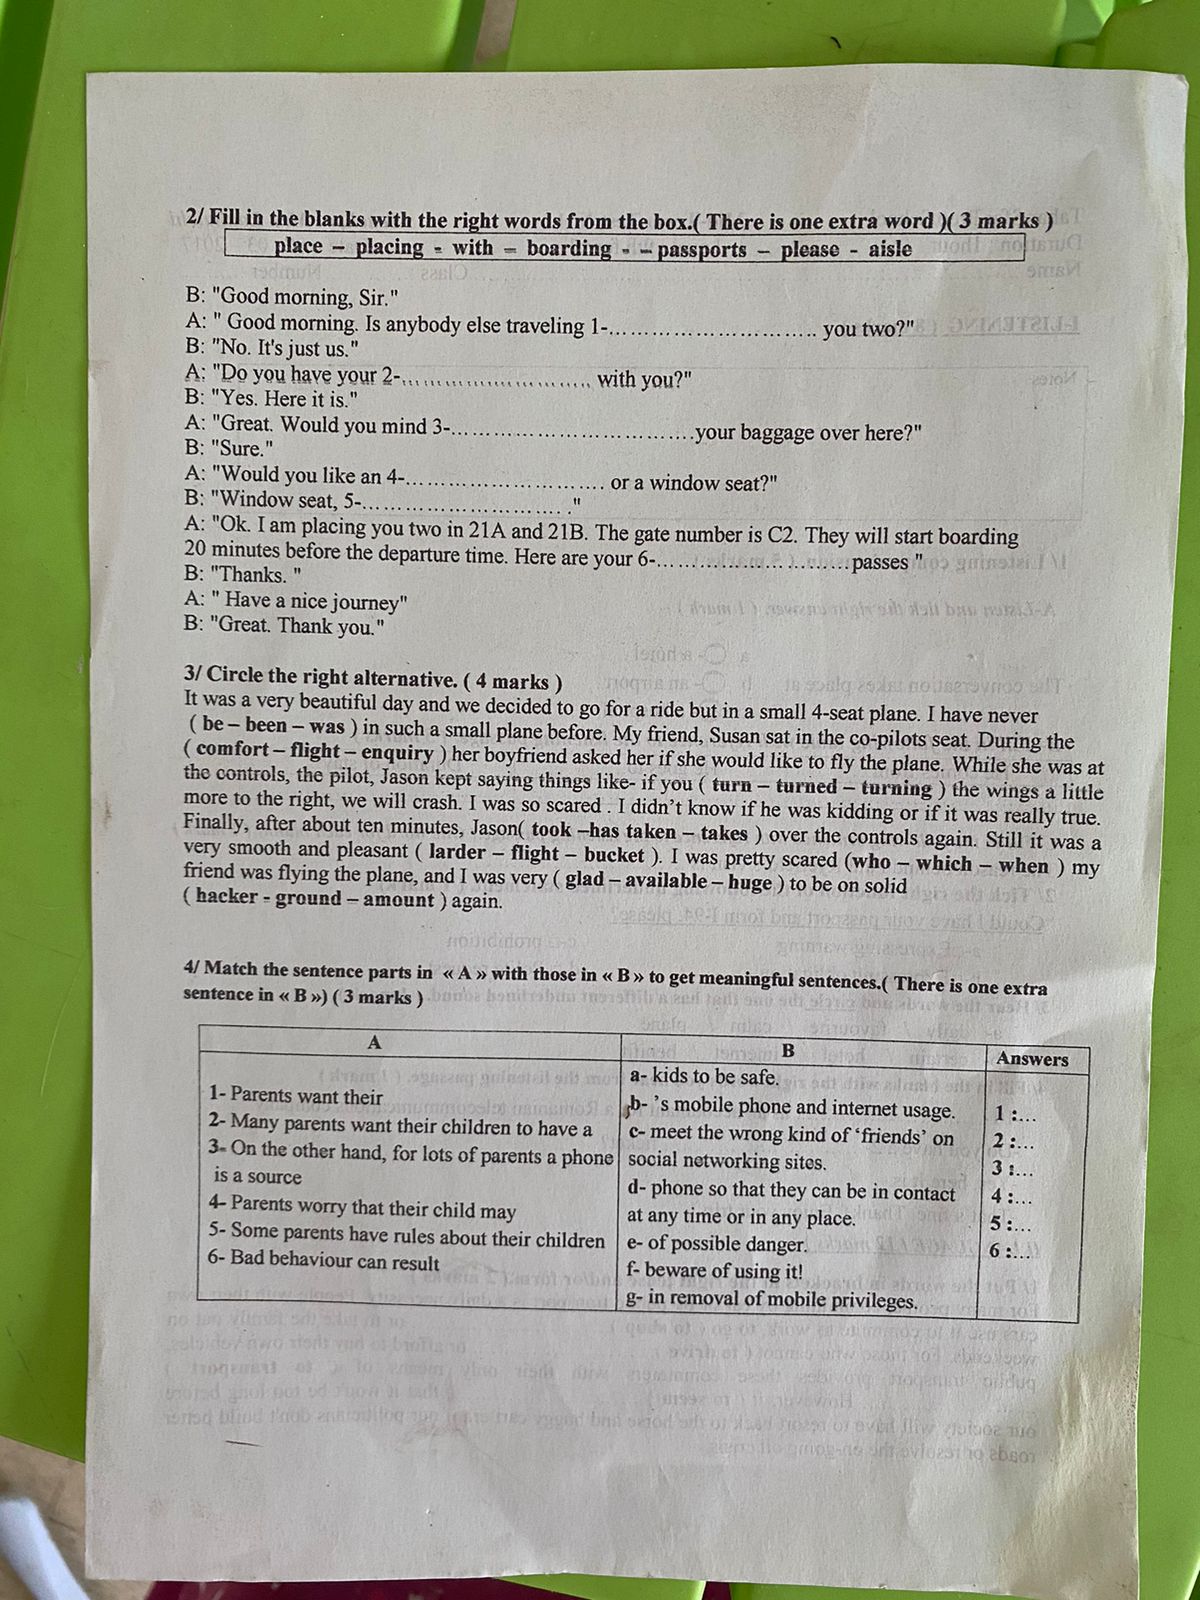 2/ Fill in the blanks with the right words from the box.( There is one extra word )( 3 marks )
place – placing - with – boarding - – passports – please - aisle
B: "Good morning, Sir."
A: " Good morning. Is anybody else traveling 1-................................. you two?"
B: "No. It's just us."
A: "Do you have your 2-............................... with you?"
B: "Yes. Here it is."
A: "Great. Would you mind 3-.......................................your baggage over here?"
B: "Sure."
A: "Would you like an 4-................................ or a window seat?"
B: "Window seat, 5-................................. ."
A: "Ok. I am placing you two in 21A and 21B. The gate number is C2. They will start boarding
20 minutes before the departure time. Here are your 6-...............................passes "
B: "Thanks. "
A: " Have a nice journey"
B: "Great. Thank you."
3/ Circle the right alternative. ( 4 marks )
It was a very beautiful day and we decided to go for a ride but in a small 4-seat plane. I have never
( be – been – was ) in such a small plane before. My friend, Susan sat in the co-pilots seat. During the
( comfort – flight – enquiry ) her boyfriend asked her if she would like to fly the plane. While she was at
the controls, the pilot, Jason kept saying things like- if you ( turn – turned – turning ) the wings a little
more to the right, we will crash. I was so scared . I didn't know if he was kidding or if it was really true.
Finally, after about ten minutes, Jason( took –has taken – takes ) over the controls again. Still it was a
very smooth and pleasant ( larder – flight – bucket ). I was pretty scared (who – which – when ) my
friend was flying the plane, and I was very ( glad – available – huge ) to be on solid
( hacker - ground – amount ) again.
4/ Match the sentence parts in « A » with those in « B » to get meaningful sentences.( There is one extra
sentence in « B ») ( 3 marks )
A
1- Parents want their
2- Many parents want their children to have a
3- On the other hand, for lots of parents a phone
is a source
4- Parents worry that their child may
5- Some parents have rules about their children
6- Bad behaviour can result
B
a- kids to be safe.
b- 's mobile phone and internet usage.
c- meet the wrong kind of 'friends' on
social networking sites.
d- phone so that they can be in contact
at any time or in any place.
e- of possible danger.
f- beware of using it!
g- in removal of mobile privileges.
Answers
1 :...
2 :...
3 :...
4 :...
5 :...
6 :...